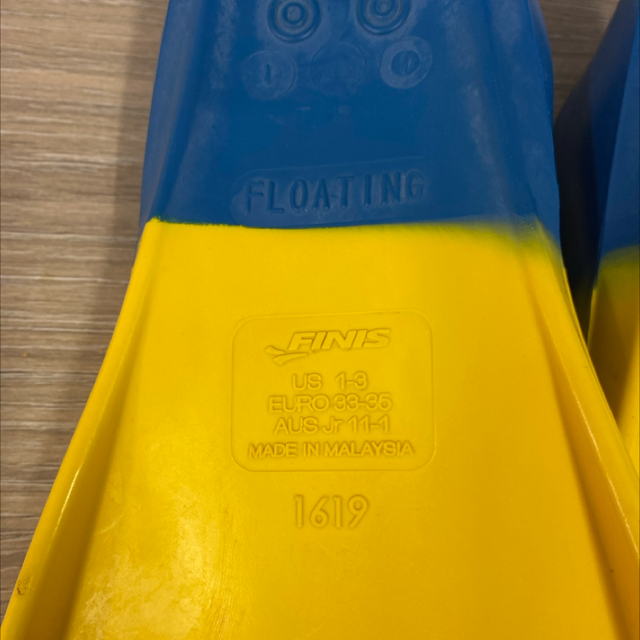 FLOATING
FINIS
US 1-3
EURO 33-35
AUS Jr 11-1
MADE IN MALAYSIA
1619